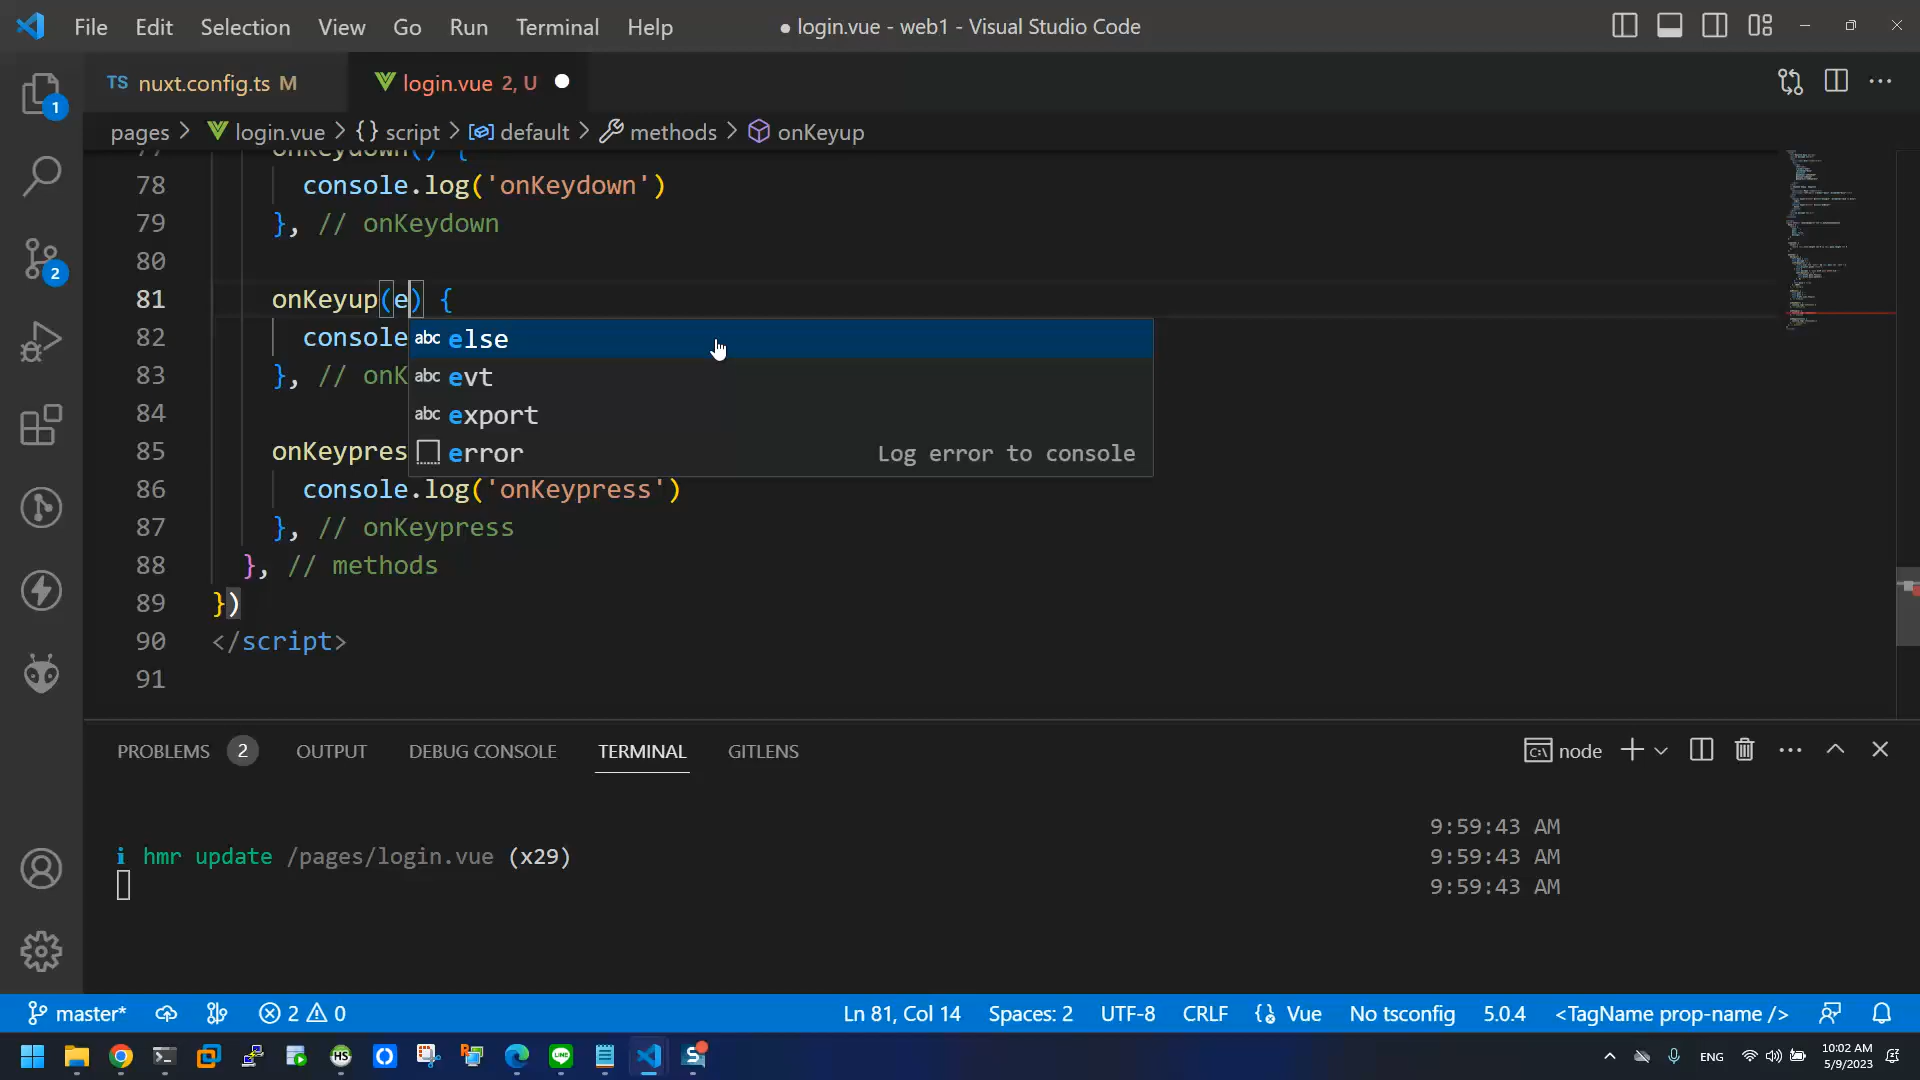 File Edit Selection View Go Run Terminal Help
● login.vue - web1 - Visual Studio Code
TS nuxt.config.ts M
login.vue 2, U
pages > login.vue > {} script > default > methods > onKeyup
77 onKeydown() {
78 console.log('onKeydown')
79 }, // onKeydown
80
81 onKeyup(e) {
82 console
83 }, // onK
84
85 onKeypres
86 console.log('onKeypress')
87 }, // onKeypress
88 }, // methods
89 })
90 </script>
91
abc else
abc evt
abc export
error Log error to console
1
2
PROBLEMS 2 OUTPUT DEBUG CONSOLE TERMINAL GITLENS
node
9:59:43 AM
i hmr update /pages/login.vue (x29) 9:59:43 AM
9:59:43 AM
master* 2 0 Ln 81, Col 14 Spaces: 2 UTF-8 CRLF {} Vue No tsconfig 5.0.4 <TagName prop-name />
HS
LINE
S
ENG
10:02 AM
5/9/2023